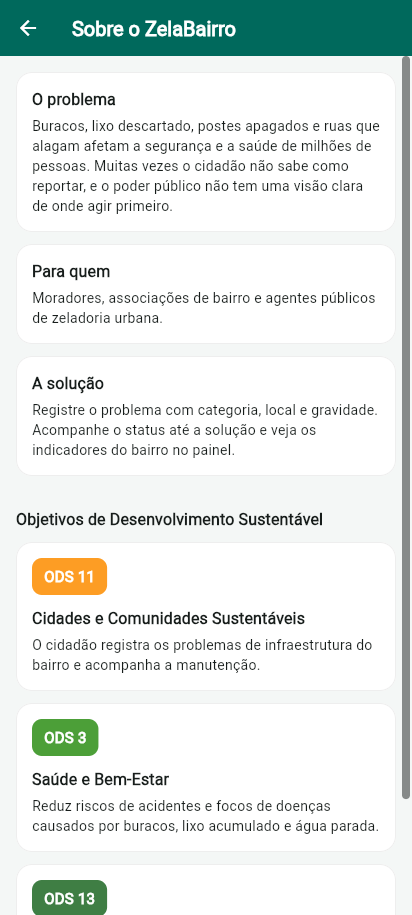 Sobre o ZelaBairro
O problema
Buracos, lixo descartado, postes apagados e ruas que
alagam afetam a segurança e a saúde de milhões de
pessoas. Muitas vezes o cidadão não sabe como
reportar, e o poder público não tem uma visão clara
de onde agir primeiro.
Para quem
Moradores, associações de bairro e agentes públicos
de zeladoria urbana.
A solução
Registre o problema com categoria, local e gravidade.
Acompanhe o status até a solução e veja os
indicadores do bairro no painel.
Objetivos de Desenvolvimento Sustentável
ODS 11
Cidades e Comunidades Sustentáveis
O cidadão registra os problemas de infraestrutura do
bairro e acompanha a manutenção.
ODS 3
Saúde e Bem-Estar
Reduz riscos de acidentes e focos de doenças
causados por buracos, lixo acumulado e água parada.
ODS 13